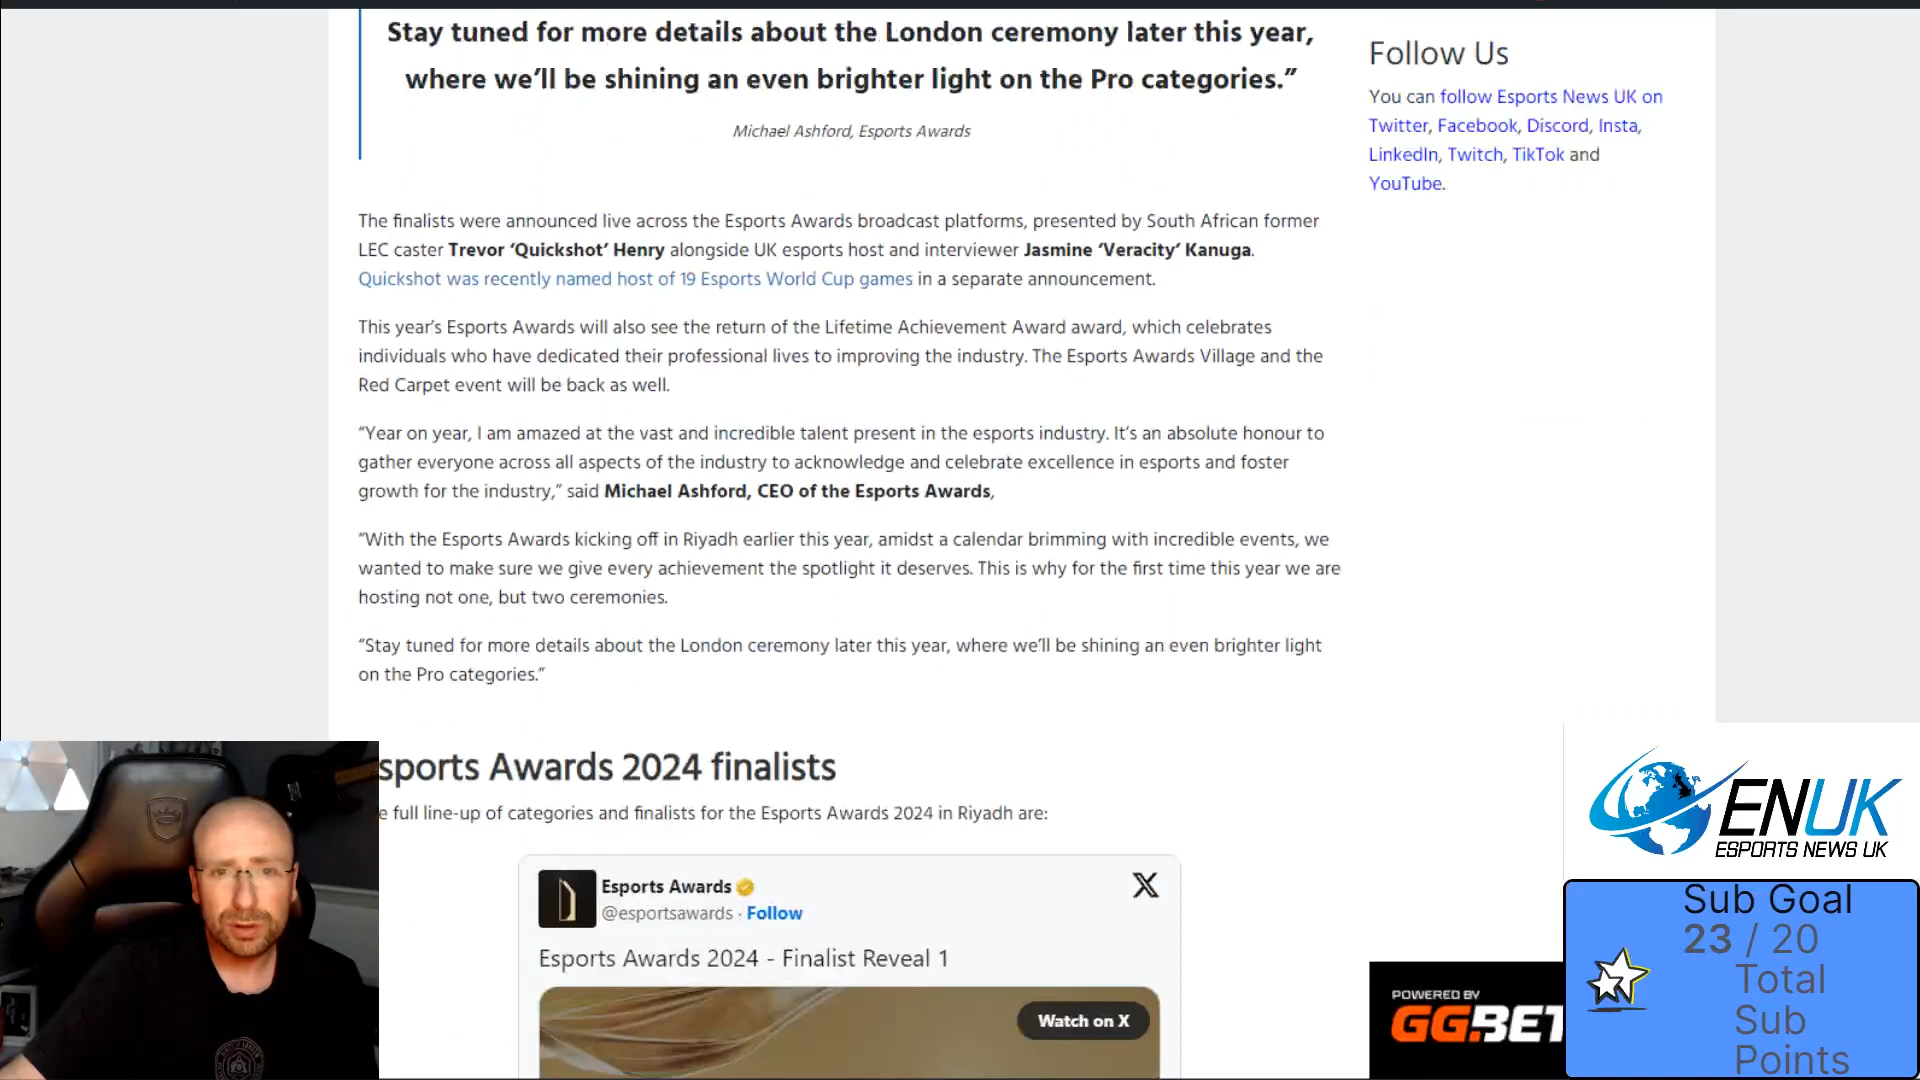 Stay tuned for more details about the London ceremony later this year,
where we’ll be shining an even brighter light on the Pro categories.”
Michael Ashford, Esports Awards
The finalists were announced live across the Esports Awards broadcast platforms, presented by South African former
LEC caster Trevor ‘Quickshot’ Henry alongside UK esports host and interviewer Jasmine ‘Veracity’ Kanuga.
Quickshot was recently named host of 19 Esports World Cup games in a separate announcement.
This year’s Esports Awards will also see the return of the Lifetime Achievement Award award, which celebrates
individuals who have dedicated their professional lives to improving the industry. The Esports Awards Village and the
Red Carpet event will be back as well.
“Year on year, I am amazed at the vast and incredible talent present in the esports industry. It’s an absolute honour to
gather everyone across all aspects of the industry to acknowledge and celebrate excellence in esports and foster
growth for the industry,” said Michael Ashford, CEO of the Esports Awards,
“With the Esports Awards kicking off in Riyadh earlier this year, amidst a calendar brimming with incredible events, we
wanted to make sure we give every achievement the spotlight it deserves. This is why for the first time this year we are
hosting not one, but two ceremonies.
“Stay tuned for more details about the London ceremony later this year, where we’ll be shining an even brighter light
on the Pro categories.”
sports Awards 2024 finalists
e full line-up of categories and finalists for the Esports Awards 2024 in Riyadh are:
Esports Awards
@esportsawards · Follow
Esports Awards 2024 - Finalist Reveal 1
Watch on X
Follow Us
You can follow Esports News UK on
Twitter, Facebook, Discord, Insta,
LinkedIn, Twitch, TikTok and
YouTube.
ENUK
ESPORTS NEWS UK
POWERED BY
GG.BET
Sub Goal
23 / 20
Total
Sub
Points